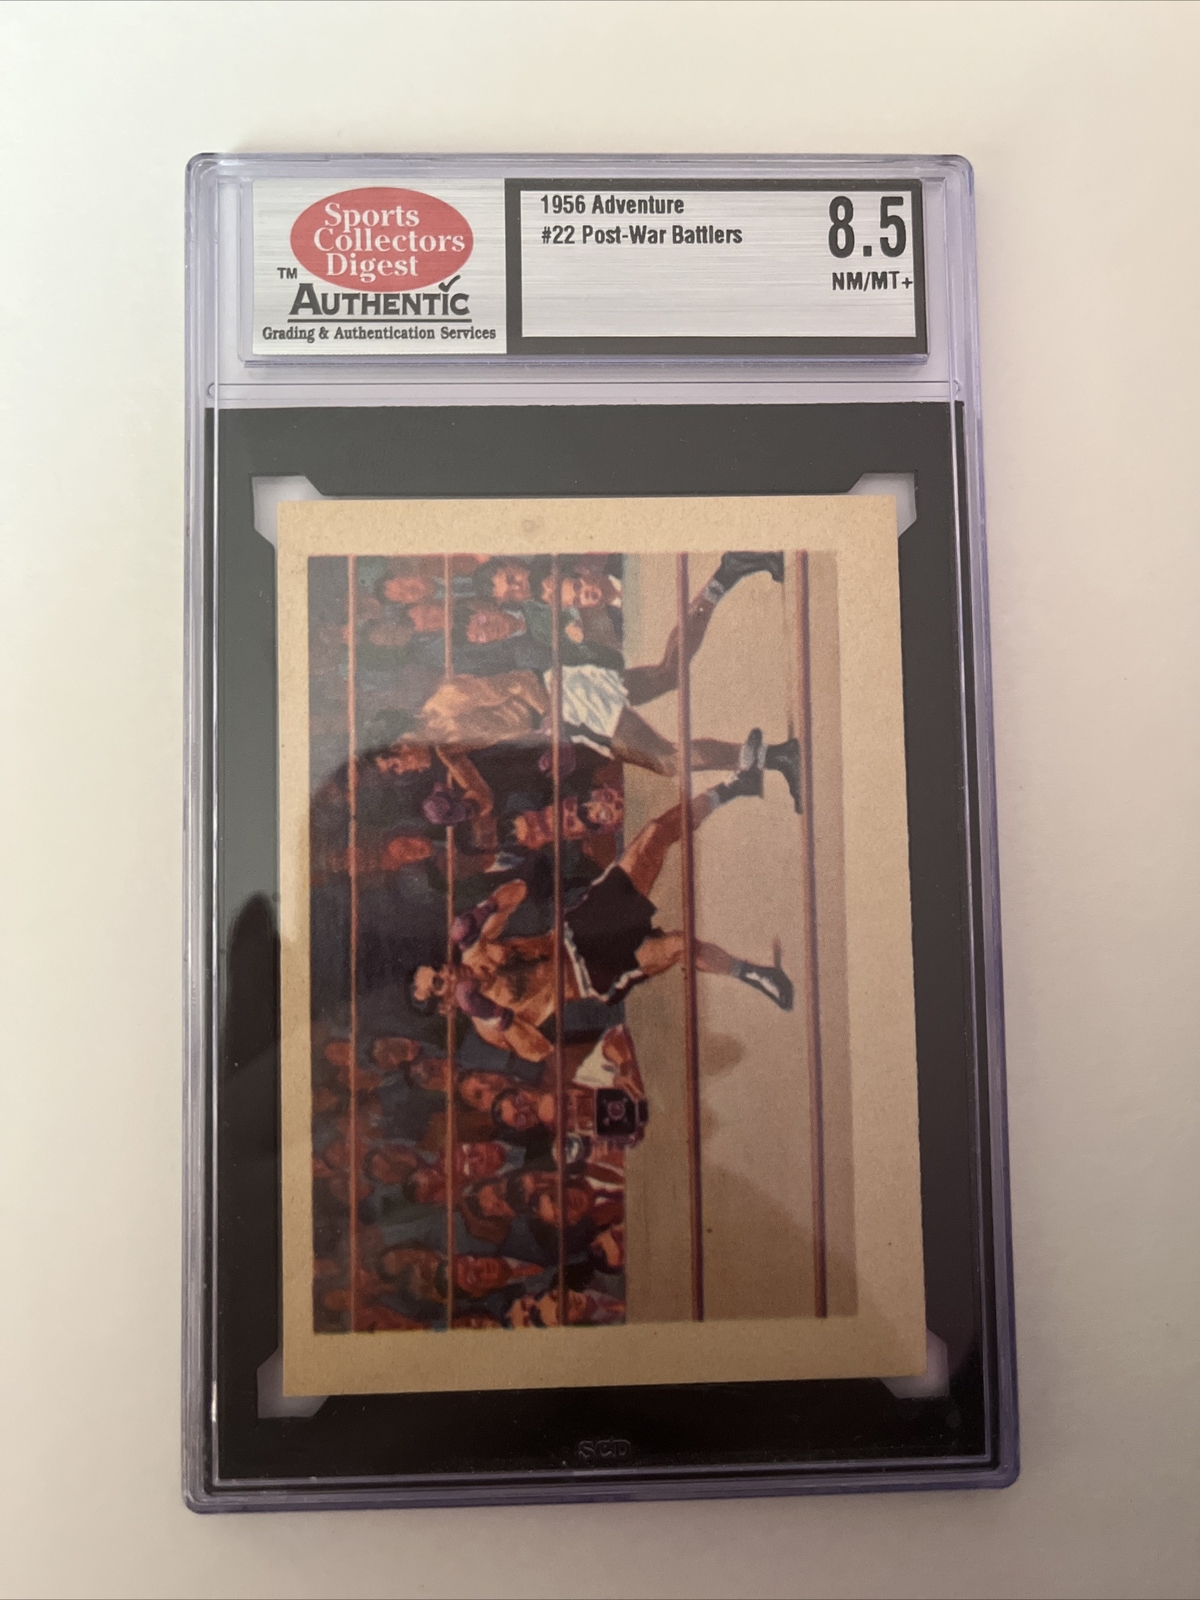 Sports
Collectors
Digest
™
AUTHENTIC
Grading & Authentication Services
1956 Adventure
#22 Post-War Battlers
8.5
NM/MT+
SCD